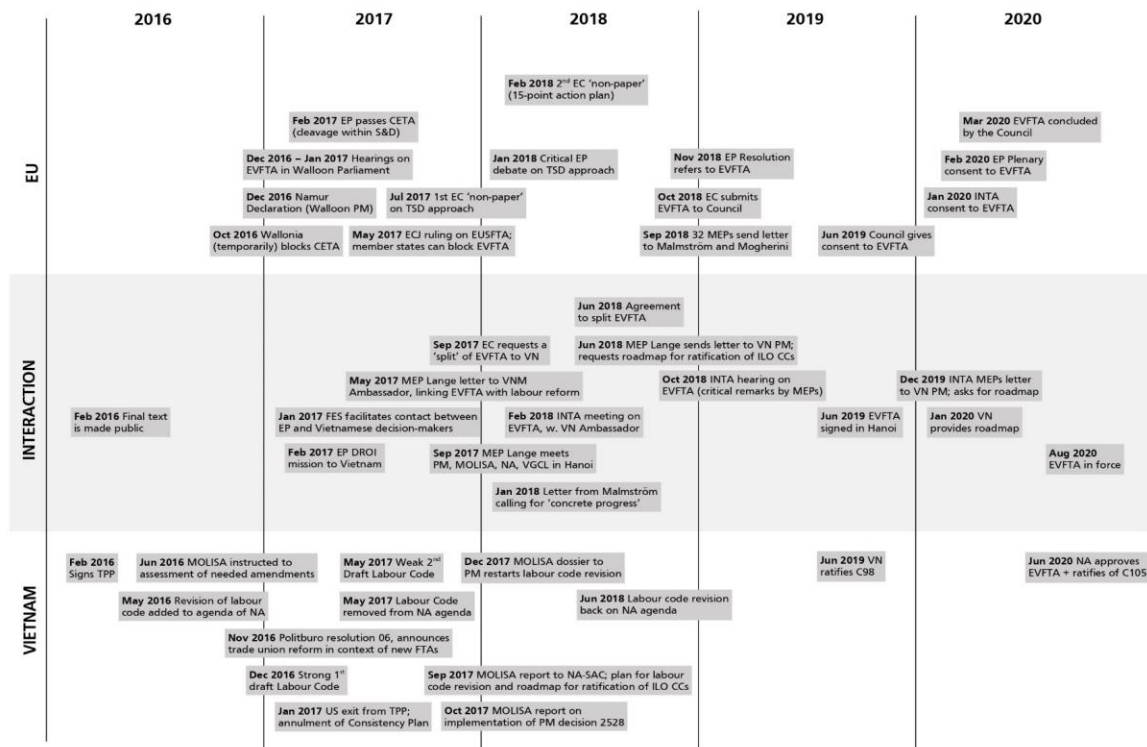 2016 2017 2018 2019 2020
EU
Feb 2018 2nd EC ‘non-paper’
(15-point action plan)
Feb 2017 EP passes CETA
(cleavage within S&D)
Mar 2020 EVFTA concluded
by the Council
Dec 2016 – Jan 2017 Hearings on
EVFTA in Walloon Parliament
Jan 2018 Critical EP
debate on TSD approach
Nov 2018 EP Resolution
refers to EVFTA
Feb 2020 EP Plenary
consent to EVFTA
Dec 2016 Namur
Declaration (Walloon PM)
Jul 2017 1st EC ‘non-paper’
on TSD approach
Oct 2018 EC submits
EVFTA to Council
Jan 2020 INTA
consent to EVFTA
Oct 2016 Wallonia
(temporarily) blocks CETA
May 2017 ECJ ruling on EUSFTA;
member states can block EVFTA
Sep 2018 32 MEPs send letter
to Malmström and Mogherini
Jun 2019 Council gives
consent to EVFTA
INTERACTION
Jun 2018 Agreement
to split EVFTA
Sep 2017 EC requests a
‘split’ of EVFTA to VN
Jun 2018 MEP Lange sends letter to VN PM;
requests roadmap for ratification of ILO CCs
May 2017 MEP Lange letter to VNM
Ambassador, linking EVFTA with labour reform
Oct 2018 INTA hearing on
EVFTA (critical remarks by MEPs)
Dec 2019 INTA MEPs letter
to VN PM; asks for roadmap
Feb 2016 Final text
is made public
Jan 2017 FES facilitates contact between
EP and Vietnamese decision-makers
Feb 2018 INTA meeting on
EVFTA, w. VN Ambassador
Jun 2019 EVFTA
signed in Hanoi
Jan 2020 VN
provides roadmap
Feb 2017 EP DROI
mission to Vietnam
Sep 2017 MEP Lange meets
PM, MOLISA, NA, VGCL in Hanoi
Aug 2020
EVFTA in force
Jan 2018 Letter from Malmström
calling for ‘concrete progress’
VIETNAM
Feb 2016
Signs TPP
Jun 2016 MOLISA instructed to
assessment of needed amendments
May 2017 Weak 2nd
Draft Labour Code
Dec 2017 MOLISA dossier to
PM restarts labour code revision
Jun 2019 VN
ratifies C98
Jun 2020 NA approves
EVFTA + ratifies of C105
May 2016 Revision of labour
code added to agenda of NA
May 2017 Labour Code
removed from NA agenda
Jun 2018 Labour code revision
back on NA agenda
Nov 2016 Politburo resolution 06, announces
trade union reform in context of new FTAs
Dec 2016 Strong 1st
draft Labour Code
Sep 2017 MOLISA report to NA-SAC; plan for labour
code revision and roadmap for ratification of ILO CCs
Jan 2017 US exit from TPP;
annulment of Consistency Plan
Oct 2017 MOLISA report on
implementation of PM decision 2528